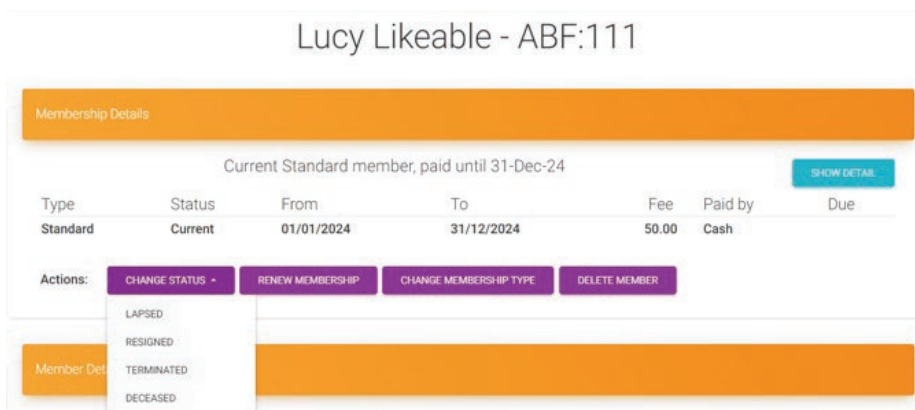 Lucy Likeable - ABF:111
Membership Details
Current Standard member, paid until 31-Dec-24
SHOW DETAIL
Type Status From To Fee Paid by Due
Standard Current 01/01/2024 31/12/2024 50.00 Cash
Actions: CHANGE STATUS RENEW MEMBERSHIP CHANGE MEMBERSHIP TYPE DELETE MEMBER
LAPSED
RESIGNED
Member Det
TERMINATED
DECEASED